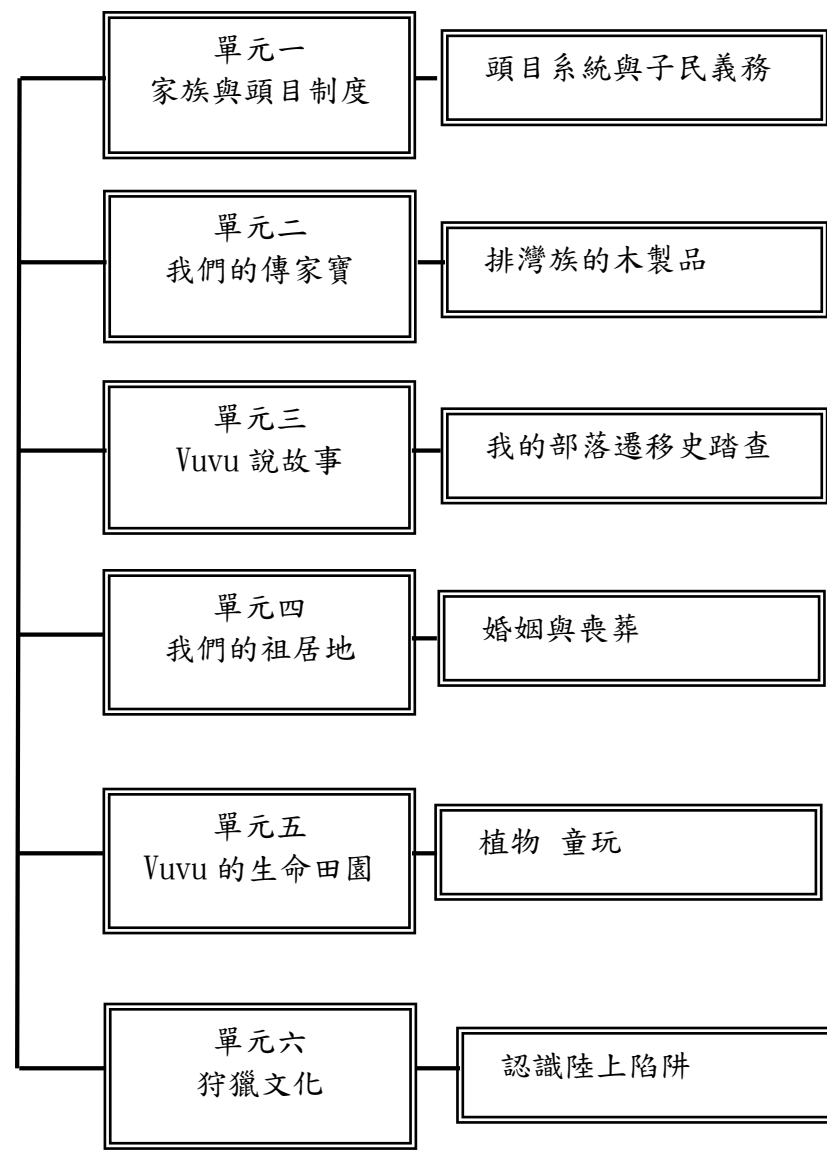 單元一
家族與頭目制度
頭目系統與子民義務
單元二
我們的傳家寶
排灣族的木製品
單元三
Vuvu 說故事
我的部落遷移史踏查
單元四
我們的祖居地
婚姻與喪葬
單元五
Vuvu 的生命田園
植物 童玩
單元六
狩獵文化
認識陸上陷阱